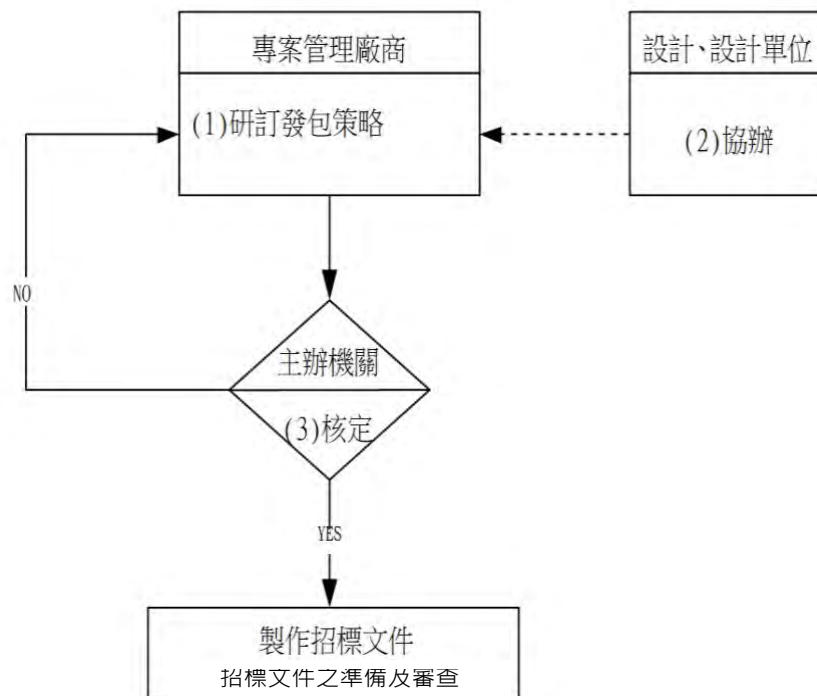 專案管理廠商
(1)研訂發包策略
設計、設計單位
(2)協辦
NO
主辦機關
(3)核定
YES
製作招標文件
招標文件之準備及審查